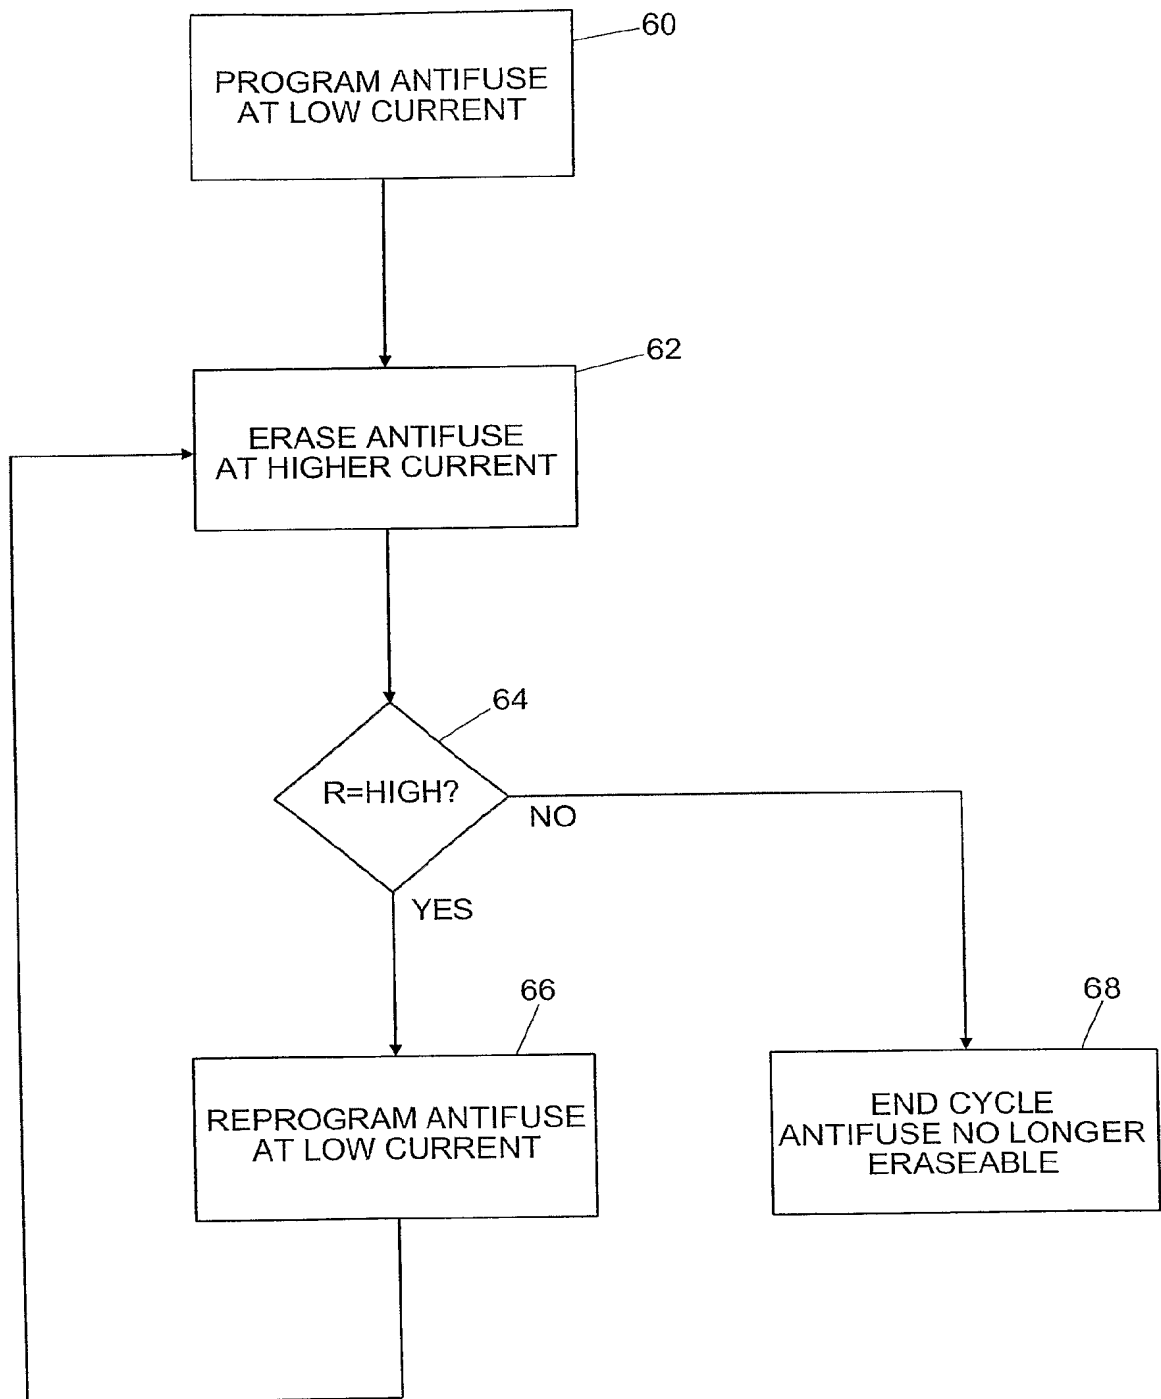 60
PROGRAM ANTIFUSE
AT LOW CURRENT
62
ERASE ANTIFUSE
AT HIGHER CURRENT
64
R=HIGH?
NO
YES
66
REPROGRAM ANTIFUSE
AT LOW CURRENT
68
END CYCLE
ANTIFUSE NO LONGER
ERASEABLE